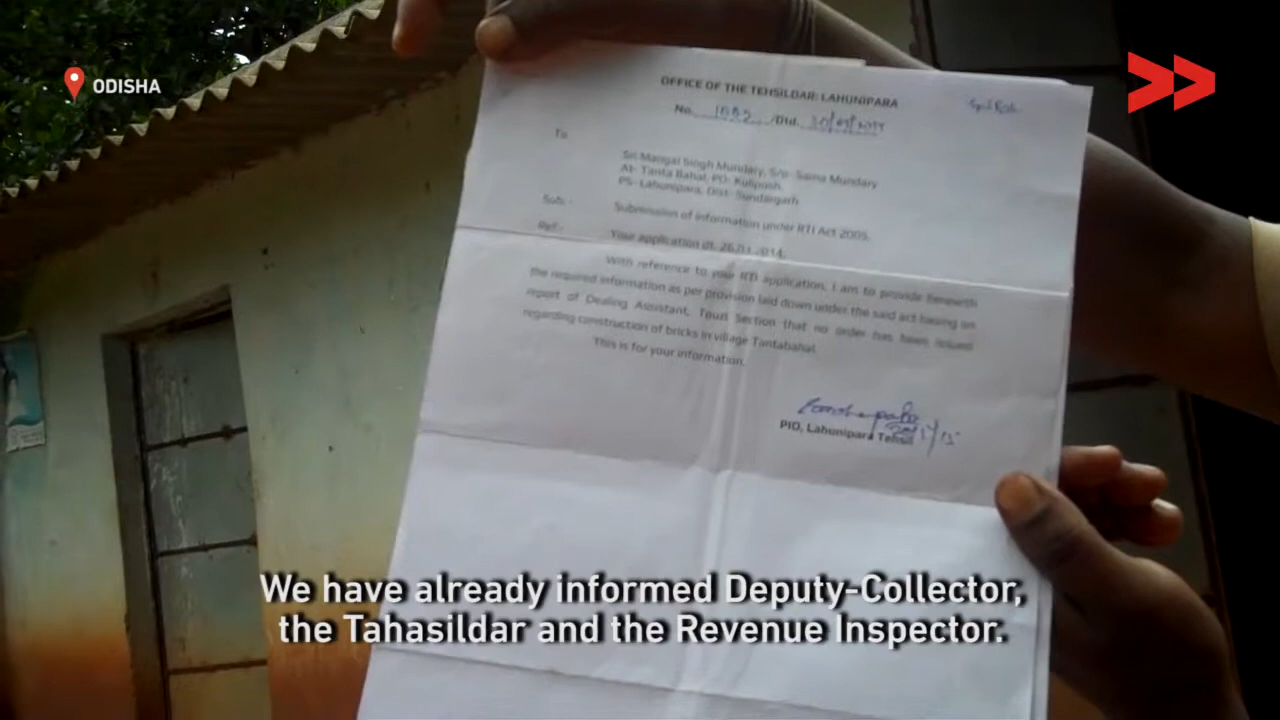 ODISHA
OFFICE OF THE TEHSILDAR: LAHUNIPARA
No. 1882 /Dtd.
To
Sri Mangal Singh Mundary, S/o- Saina Mundary
At- Tanta Bahal, PO- Kuliposh,
PS- Lahunipara, Dist- Sundargarh
Sub:- Submission of information under RTI Act 2005.
Ref:- Your application dt. 2014.
With reference to your RTI application, I am to provide herewith
the required information as per provision laid down under the said act basing on
report of Dealing Assistant, Touzi Section that no order has been issued
regarding construction of bricks in village Tantabahal.
This is for your information.
PIO, Lahunipara Tehsil
We have already informed Deputy-Collector,
the Tahasildar and the Revenue Inspector.